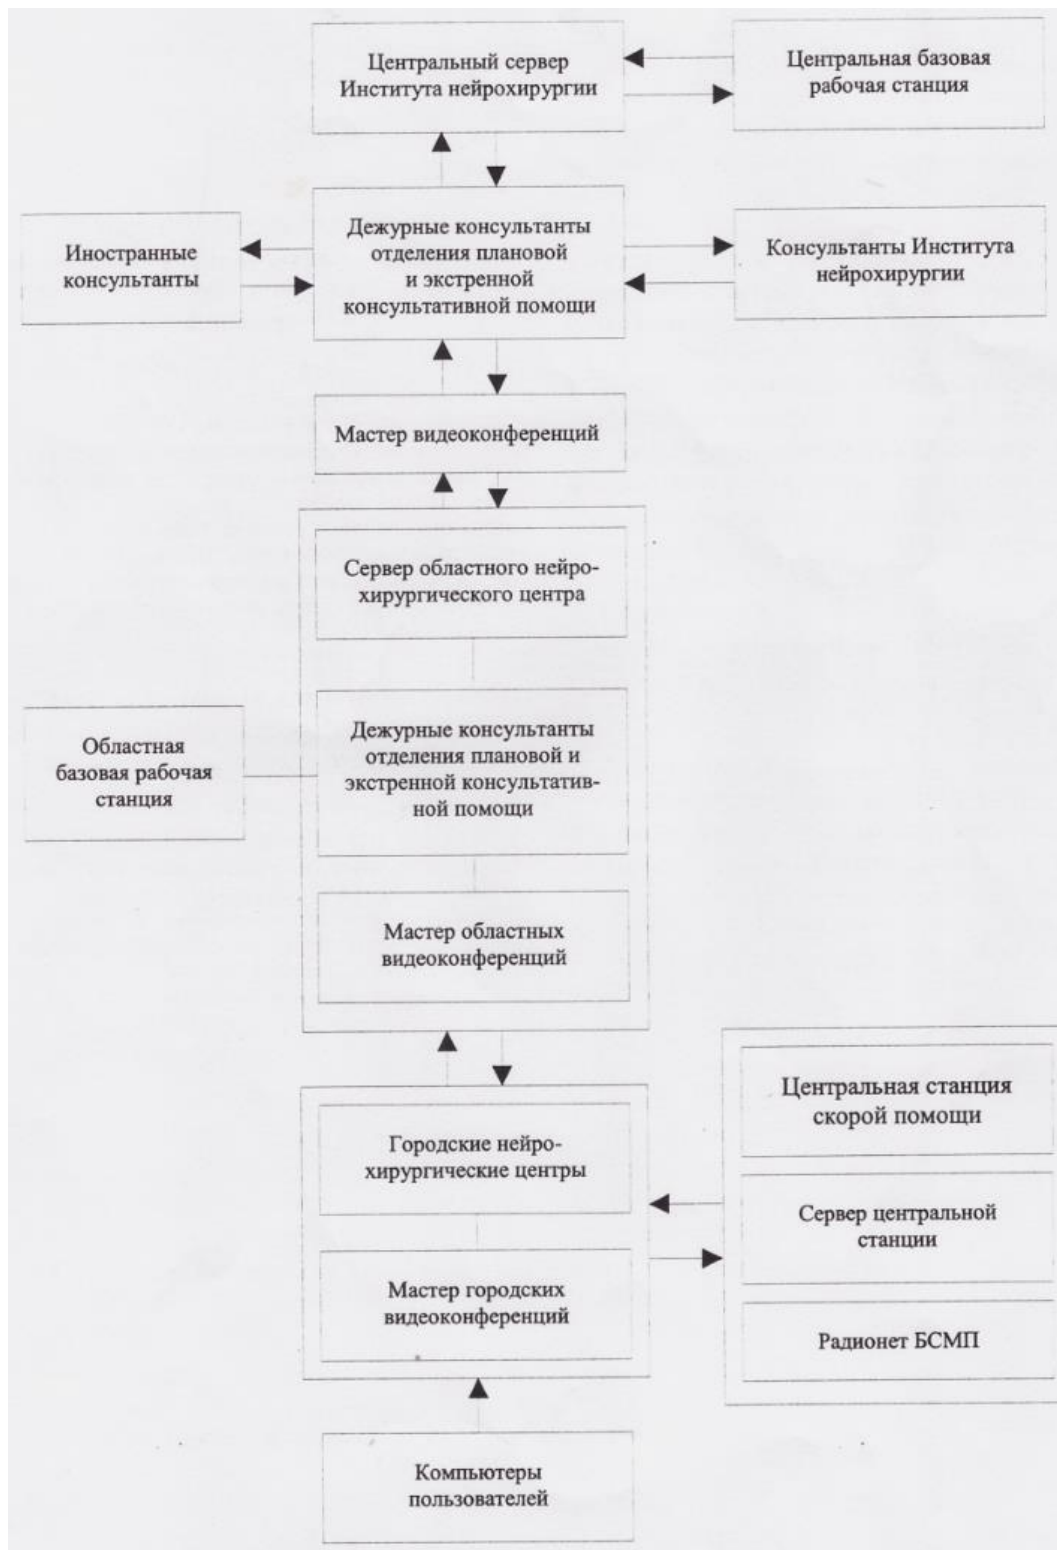 Центральный сервер
Института нейрохирургии
Центральная базовая
рабочая станция
Иностранные
консультанты
Дежурные консультанты
отделения плановой
и экстренной
консультативной помощи
Консультанты Института
нейрохирургии
Мастер видеоконференций
Сервер областного нейро-
хирургического центра
Областная
базовая рабочая
станция
Дежурные консультанты
отделения плановой и
экстренной консультатив-
ной помощи
Мастер областных
видеоконференций
Городские нейро-
хирургические центры
Мастер городских
видеоконференций
Центральная станция
скорой помощи
Сервер центральной
станции
Радионет БСМП
Компьютеры
пользователей